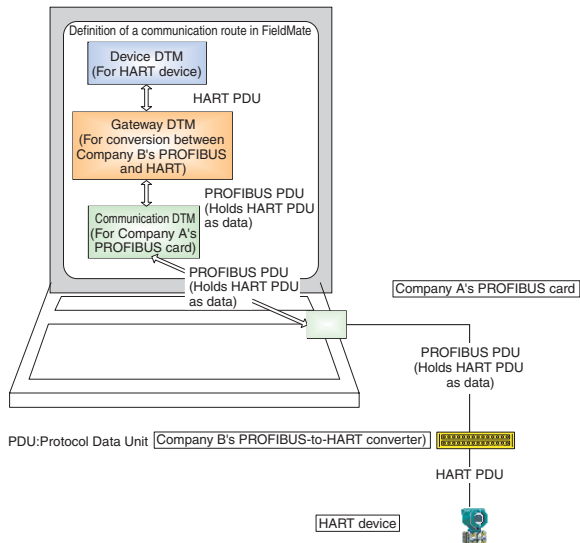 Definition of a communication route in FieldMate
Device DTM
(For HART device)
HART PDU
Gateway DTM
(For conversion between
Company B's PROFIBUS
and HART)
PROFIBUS PDU
(Holds HART PDU
as data)
Communication DTM
(For Company A's
PROFIBUS card)
PROFIBUS PDU
(Holds HART PDU
as data)
Company A's PROFIBUS card
PROFIBUS PDU
(Holds HART PDU
as data)
PDU:Protocol Data Unit
Company B's PROFIBUS-to-HART converter)
HART PDU
HART device